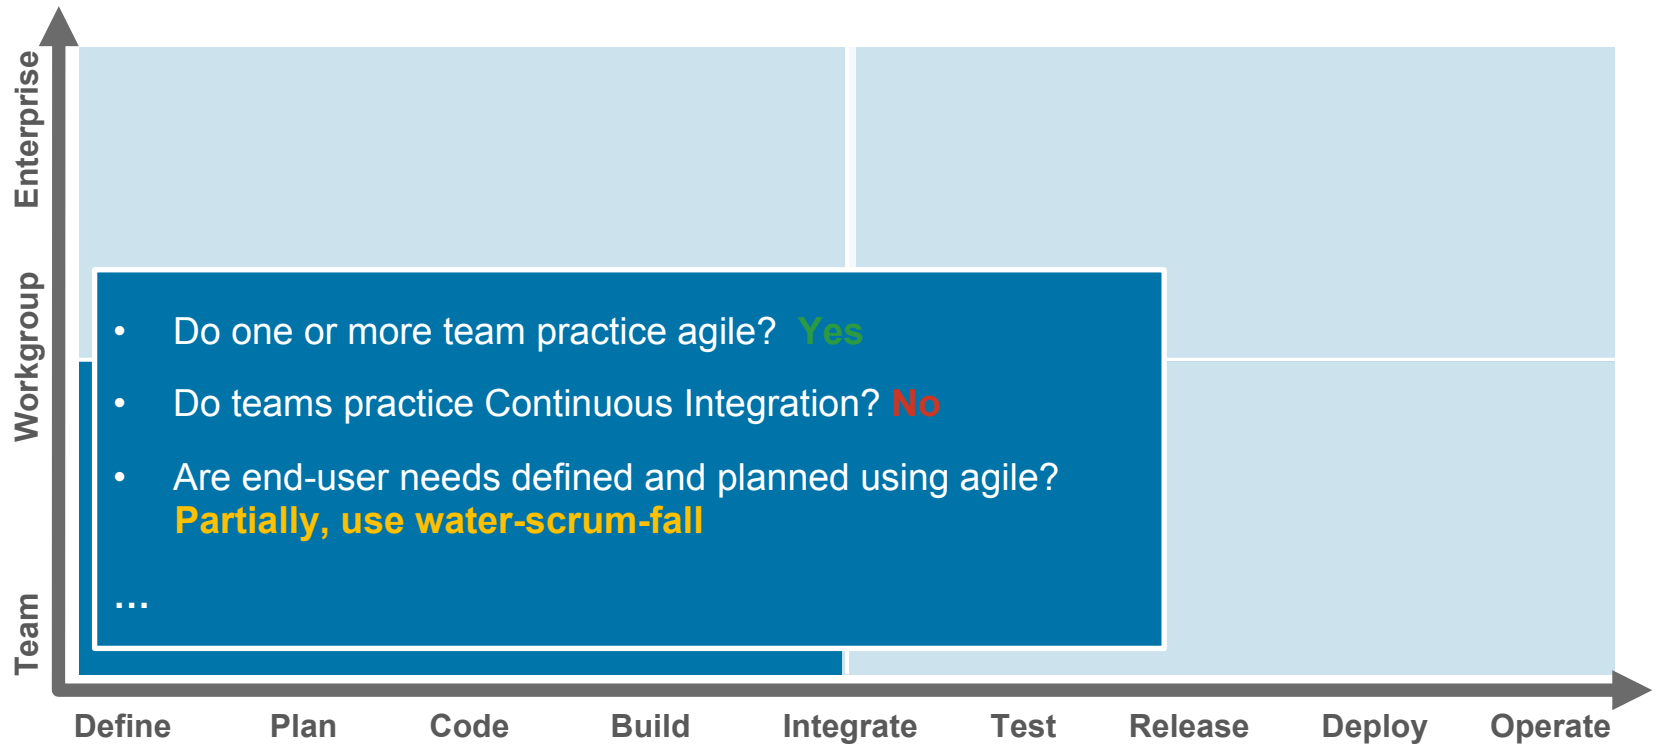 Enterprise
Workgroup
Team
• Do one or more team practice agile? Yes
• Do teams practice Continuous Integration? No
• Are end-user needs defined and planned using agile?
Partially, use water-scrum-fall
…
Define Plan Code Build Integrate Test Release Deploy Operate